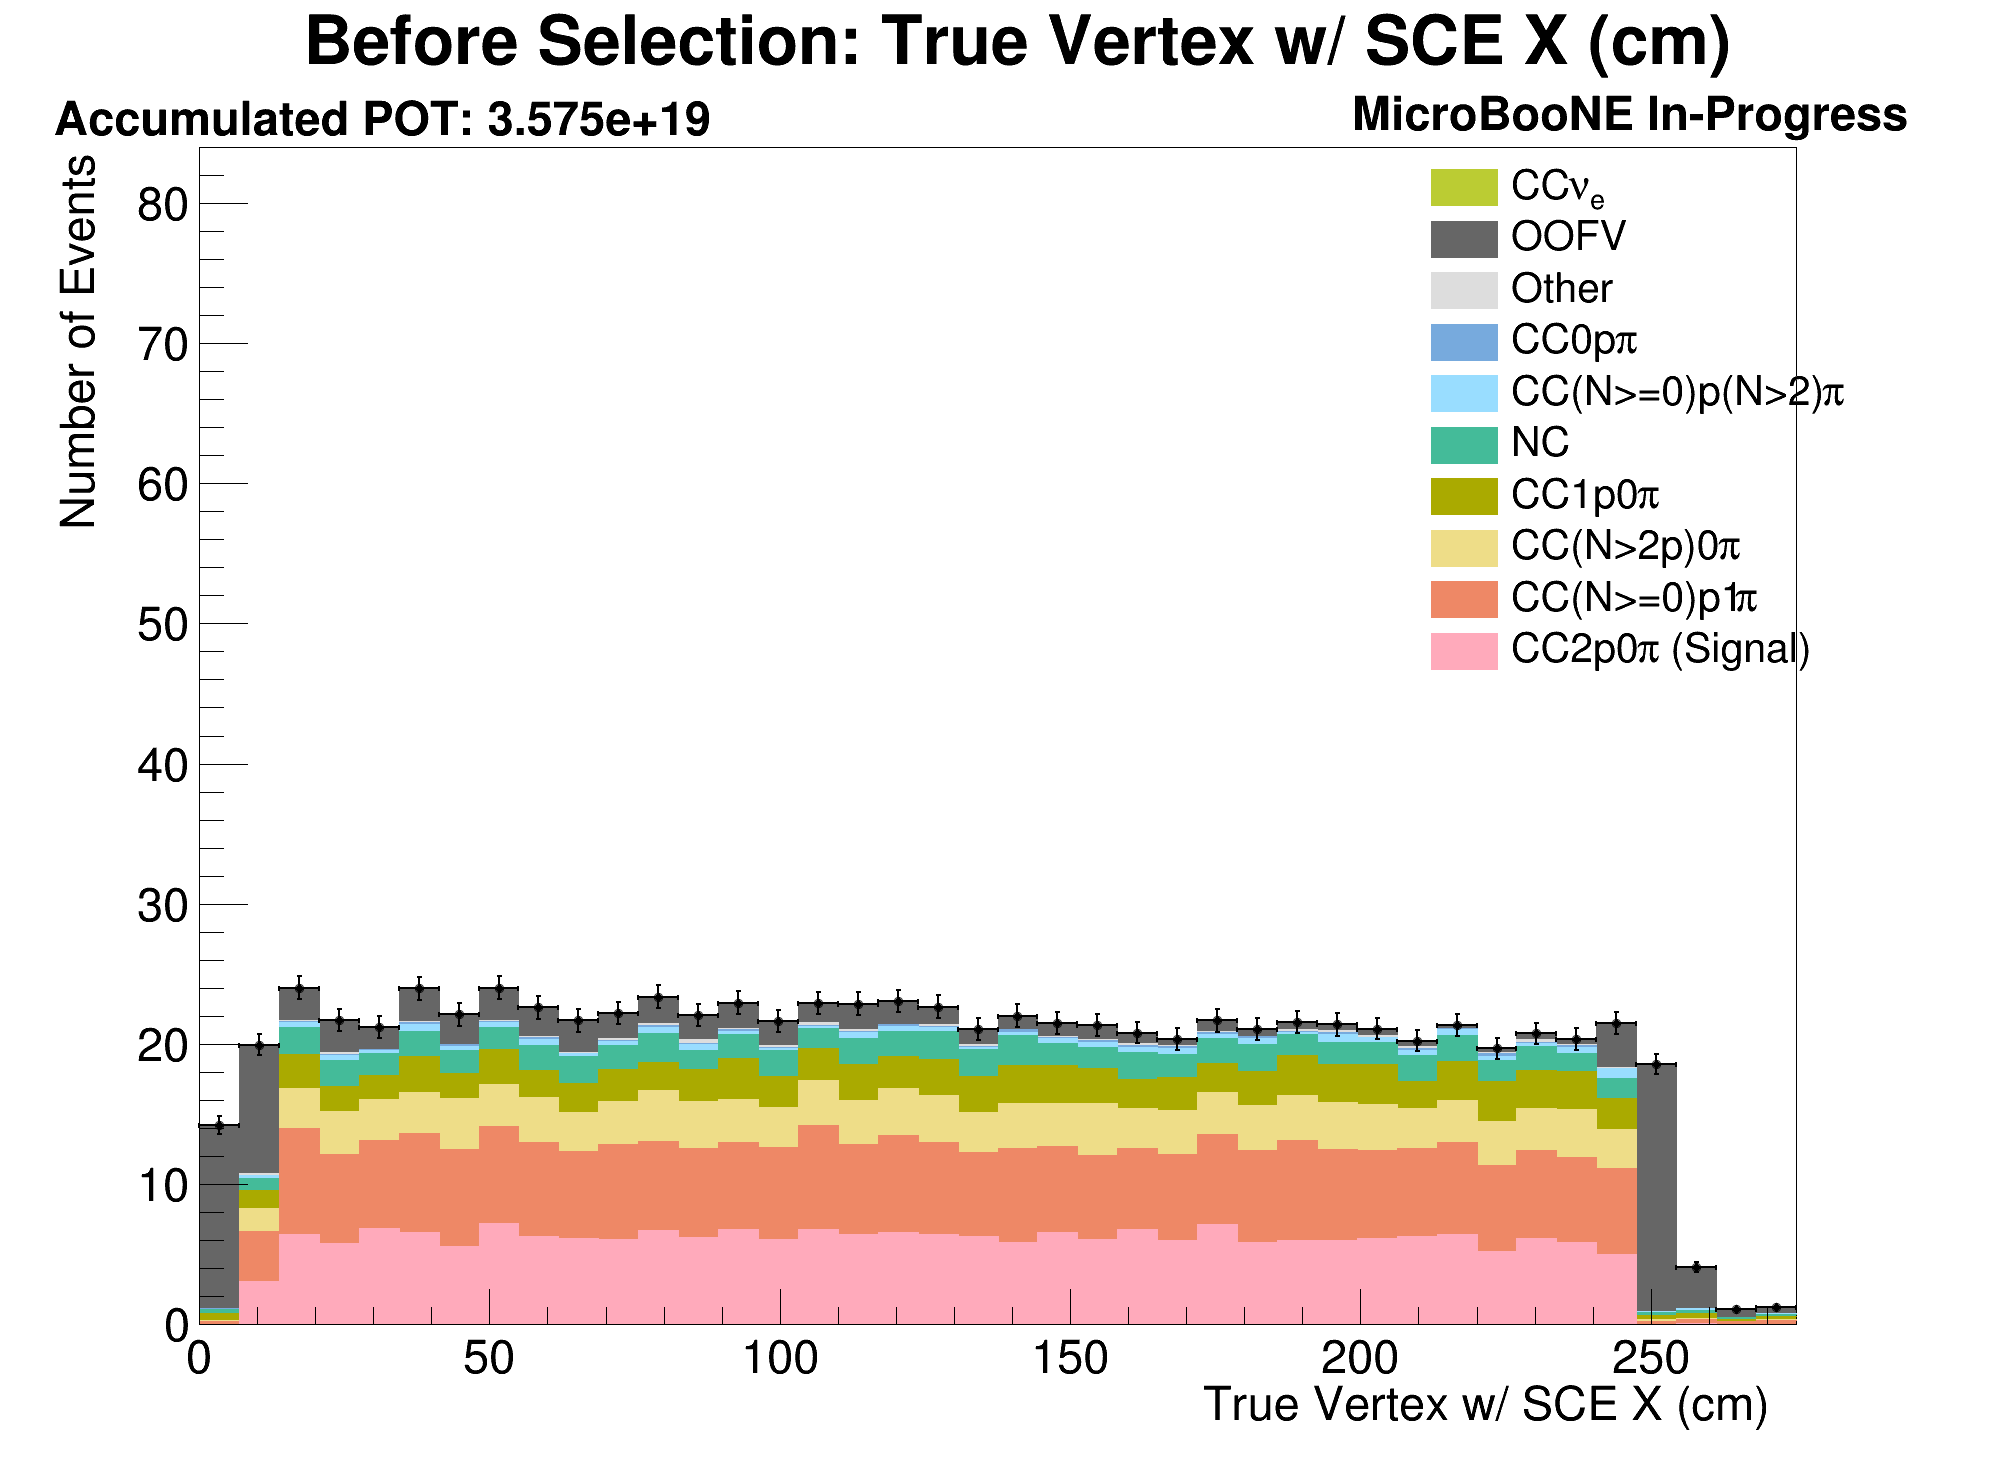 Before Selection: True Vertex w/ SCE X (cm)
Accumulated POT: 3.575e+19
MicroBooNE In-Progress
Number of Events
80
70
60
50
40
30
20
10
0
CCνe
OOFV
Other
CC0pπ
CC(N>=0)p(N>2)π
NC
CC1p0π
CC(N>2p)0π
CC(N>=0)p1π
CC2p0π (Signal)
0 50 100 150 200 250
True Vertex w/ SCE X (cm)